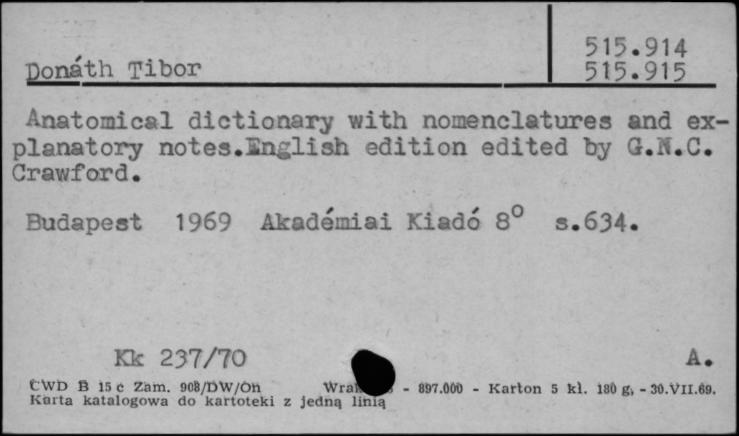 515.914
Donáth Tibor 515.915
Anatomical dictionary with nomenclatures and ex-
planatory notes.English edition edited by G.N.C.
Crawford.
Budapest 1969 Akadémiai Kiadó 8° s.634.
Kk 237/70 A.
CWD B 15 c Zam. 908/DW/On - 897.000 - Karton 5 kl. 180 g, - 30.VII.69.
Karta katalogowa do kartoteki z jedną linią